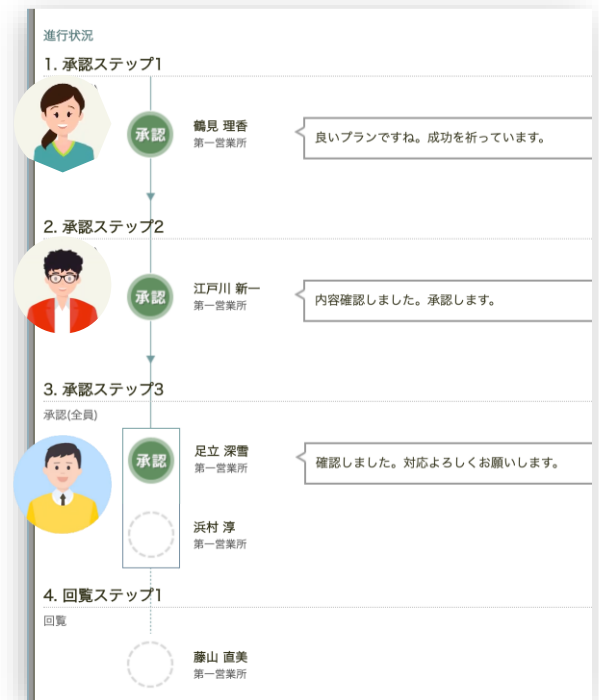 進行状況
1. 承認ステップ1
承認
鶴見 理香
第一営業所
良いプランですね。成功を祈っています。
2. 承認ステップ2
承認
江戸川 新一
第一営業所
内容確認しました。承認します。
3. 承認ステップ3
承認(全員)
承認
足立 深雪
第一営業所
確認しました。対応よろしくお願いします。
浜村 淳
第一営業所
4. 回覧ステップ1
回覧
藤山 直美
第一営業所